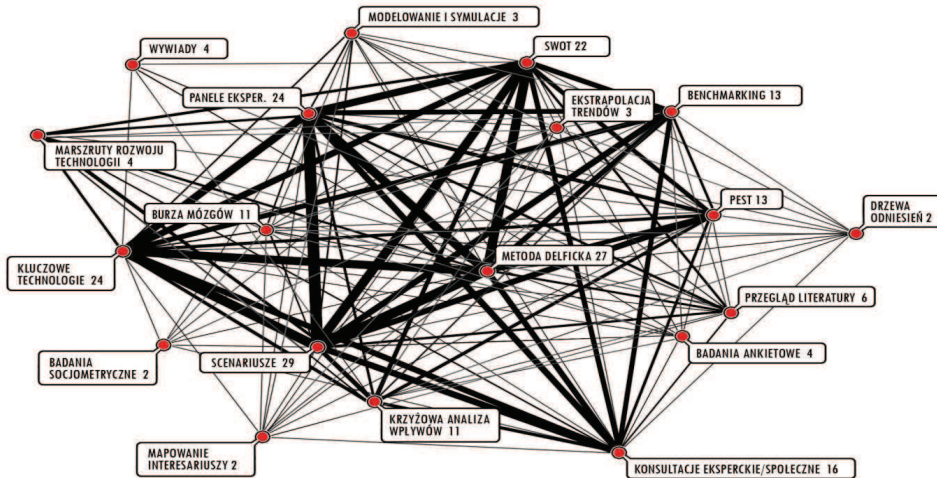 MODELOWANIE I SYMULACJE 3
WYWIADY 4
SWOT 22
PANELE EKSPER. 24
EKSTRAPOLACJA
TRENDÓW 3
BENCHMARKING 13
MARSZRUTY ROZWOJU
TECHNOLOGII 4
BURZA MÓZGÓW 11
PEST 13
DRZEWA
ODNIESIEŃ 2
METODA DELFICKA 27
KLUCZOWE
TECHNOLOGIE 24
PRZEGLĄD LITERATURY 6
BADANIA
SOCJOMETRYCZNE 2
SCENARIUSZE 29
BADANIA ANKIETOWE 4
KRZYŻOWA ANALIZA
WPŁYWÓW 11
MAPOWANIE
INTERESARIUSZY 2
KONSULTACJE EKSPERCKIE/SPOŁECZNE 16